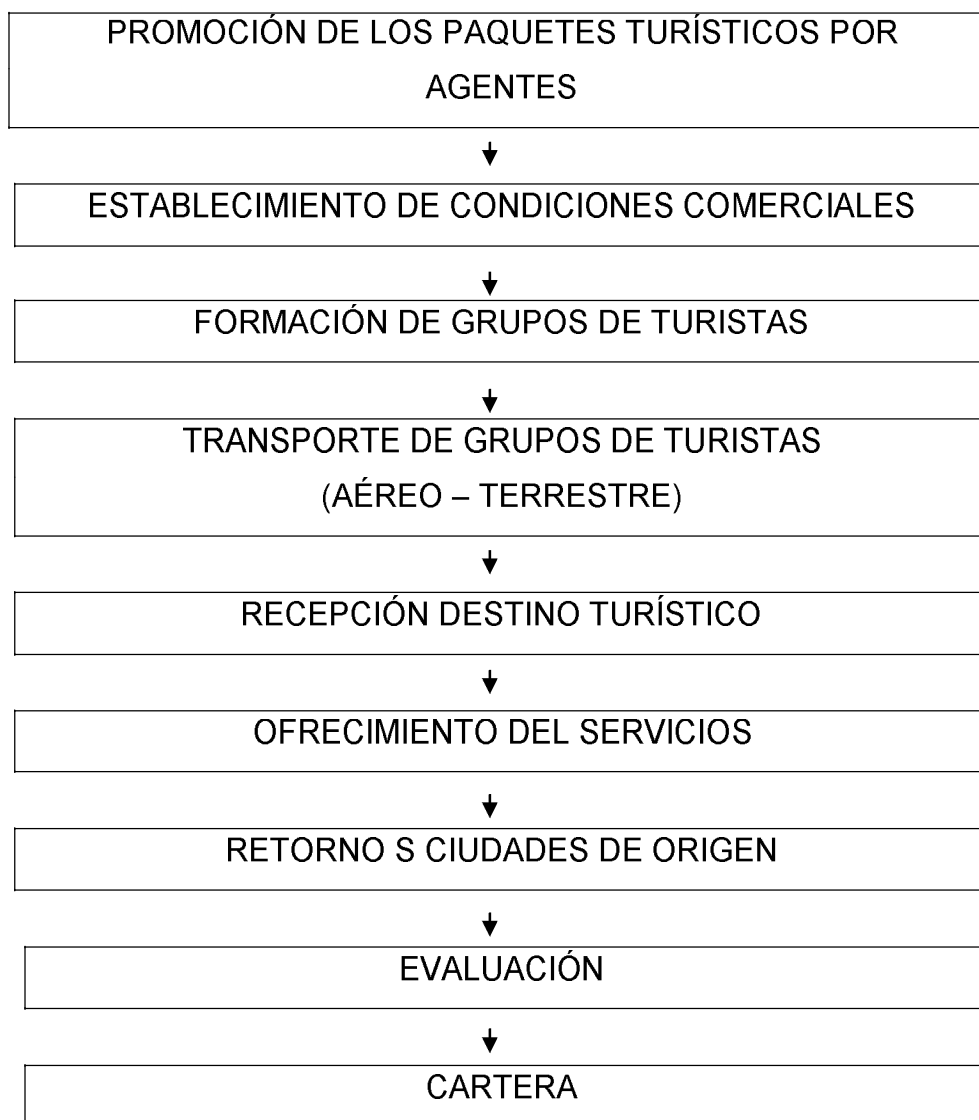 PROMOCIÓN DE LOS PAQUETES TURÍSTICOS POR
AGENTES
ESTABLECIMIENTO DE CONDICIONES COMERCIALES
FORMACIÓN DE GRUPOS DE TURISTAS
TRANSPORTE DE GRUPOS DE TURISTAS
(AÉREO – TERRESTRE)
RECEPCIÓN DESTINO TURÍSTICO
OFRECIMIENTO DEL SERVICIOS
RETORNO S CIUDADES DE ORIGEN
EVALUACIÓN
CARTERA